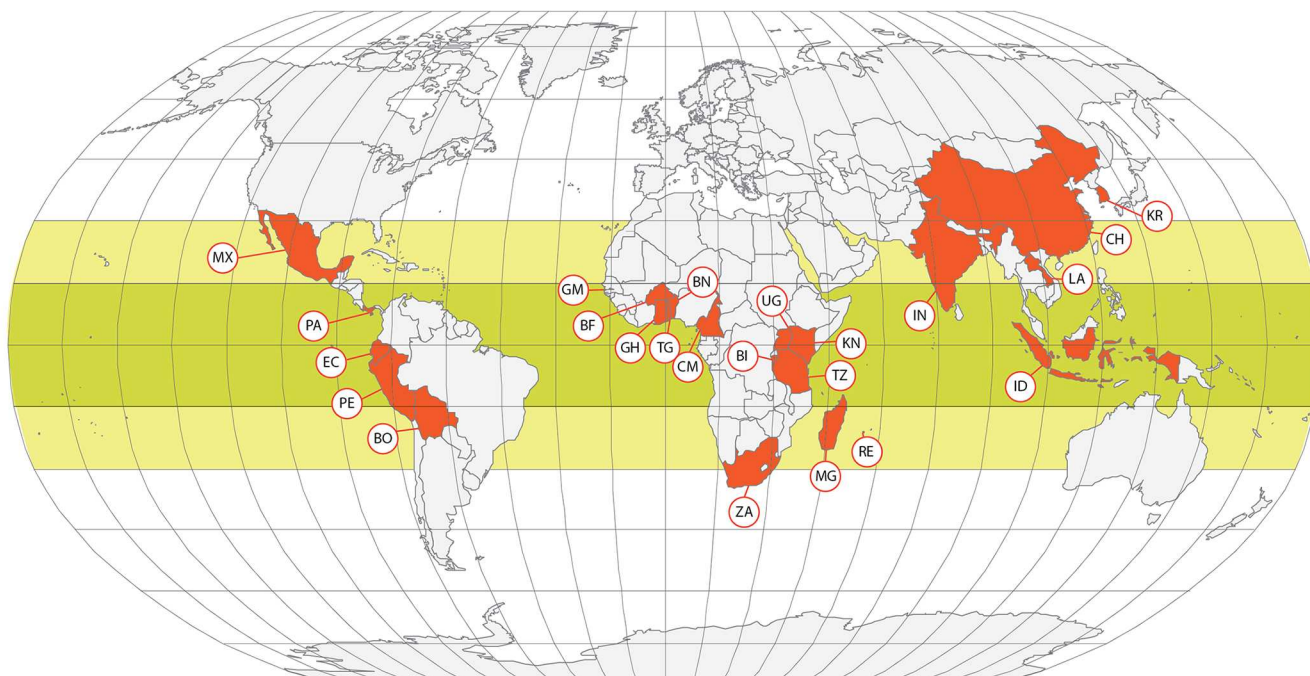 MX
PA
EC
PE
BO
GM
BF
GH
TG
BN
CM
UG
BI
KN
TZ
ZA
MG
RE
IN
ID
LA
CH
KR